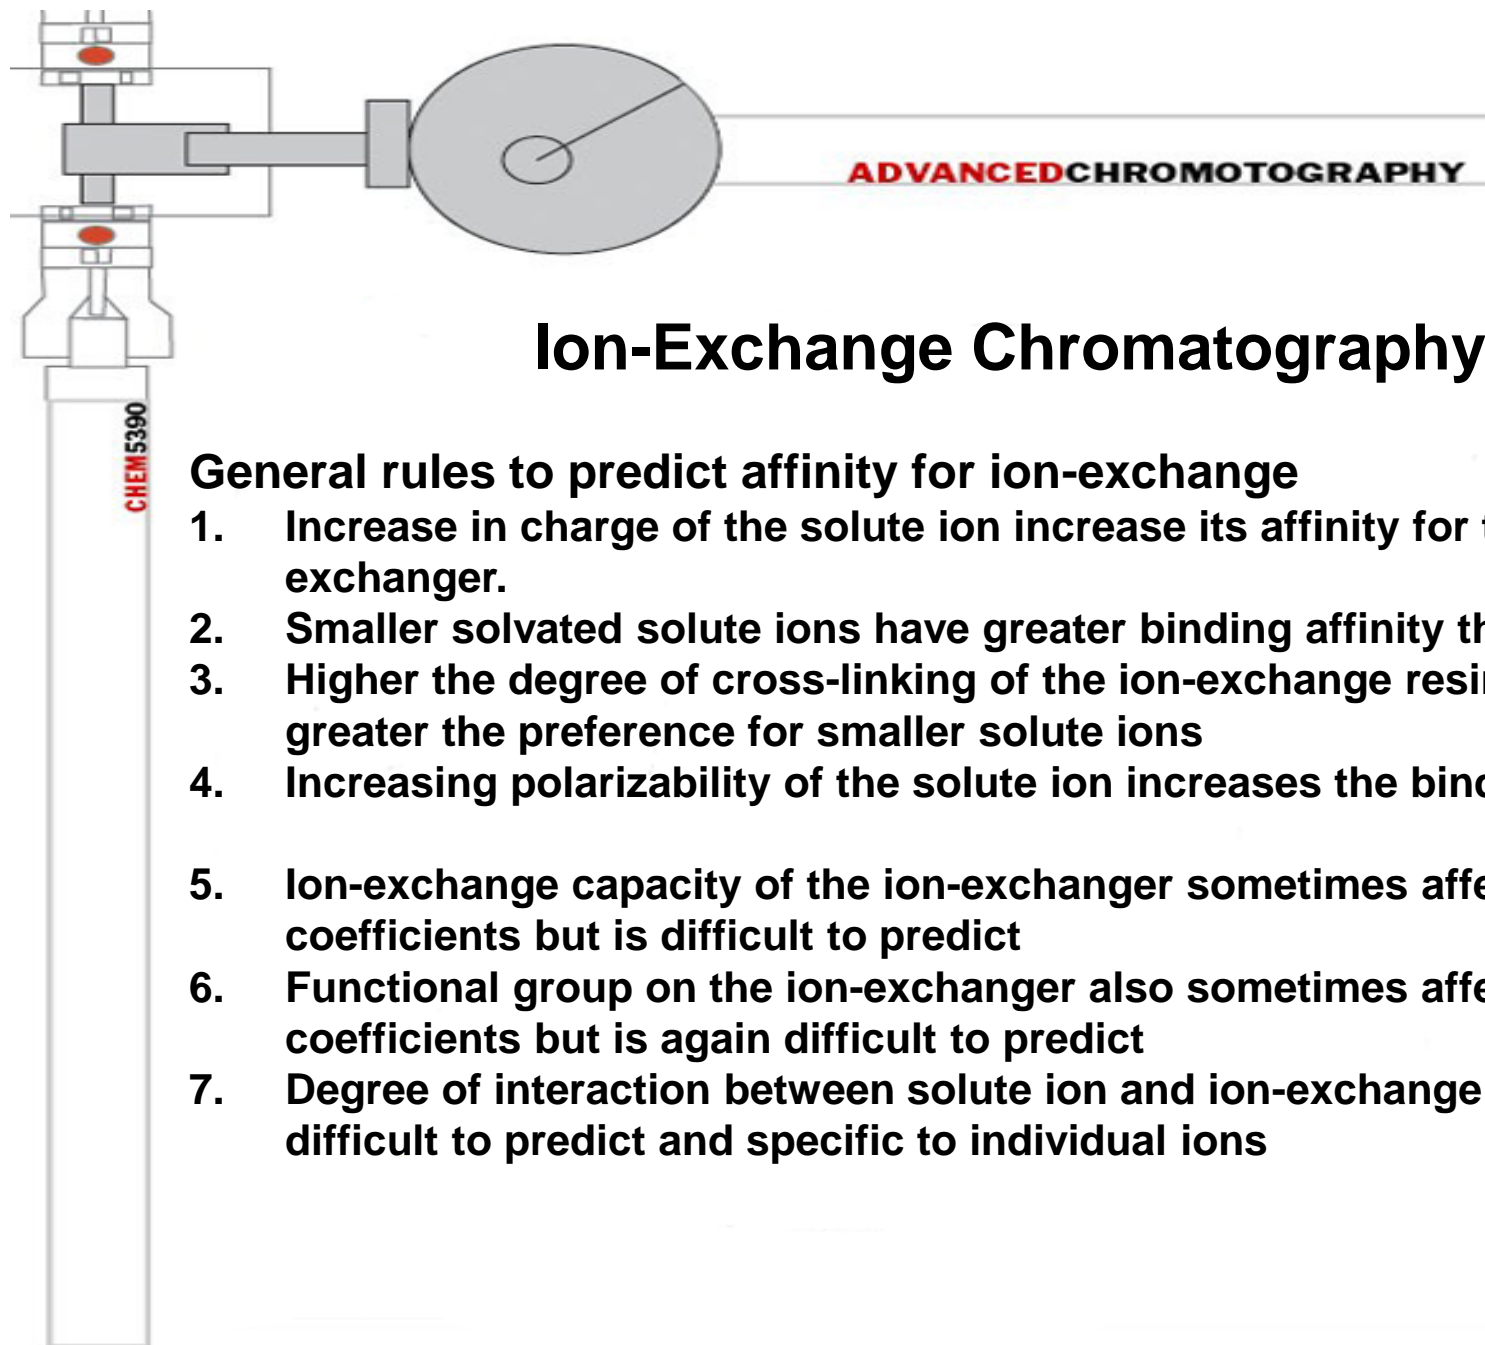 ADVANCEDCHROMOTOGRAPHY
Ion-Exchange Chromatography
CHEM5390
General rules to predict affinity for ion-exchange
1. Increase in charge of the solute ion increase its affinity for
exchanger.
2. Smaller solvated solute ions have greater binding affinity
3. Higher the degree of cross-linking of the ion-exchange
greater the preference for smaller solute ions
4. Increasing polarizability of the solute ion increases the
5. Ion-exchange capacity of the ion-exchanger sometimes
coefficients but is difficult to predict
6. Functional group on the ion-exchanger also sometimes
coefficients but is again difficult to predict
7. Degree of interaction between solute ion and ion-exchange
difficult to predict and specific to individual ions